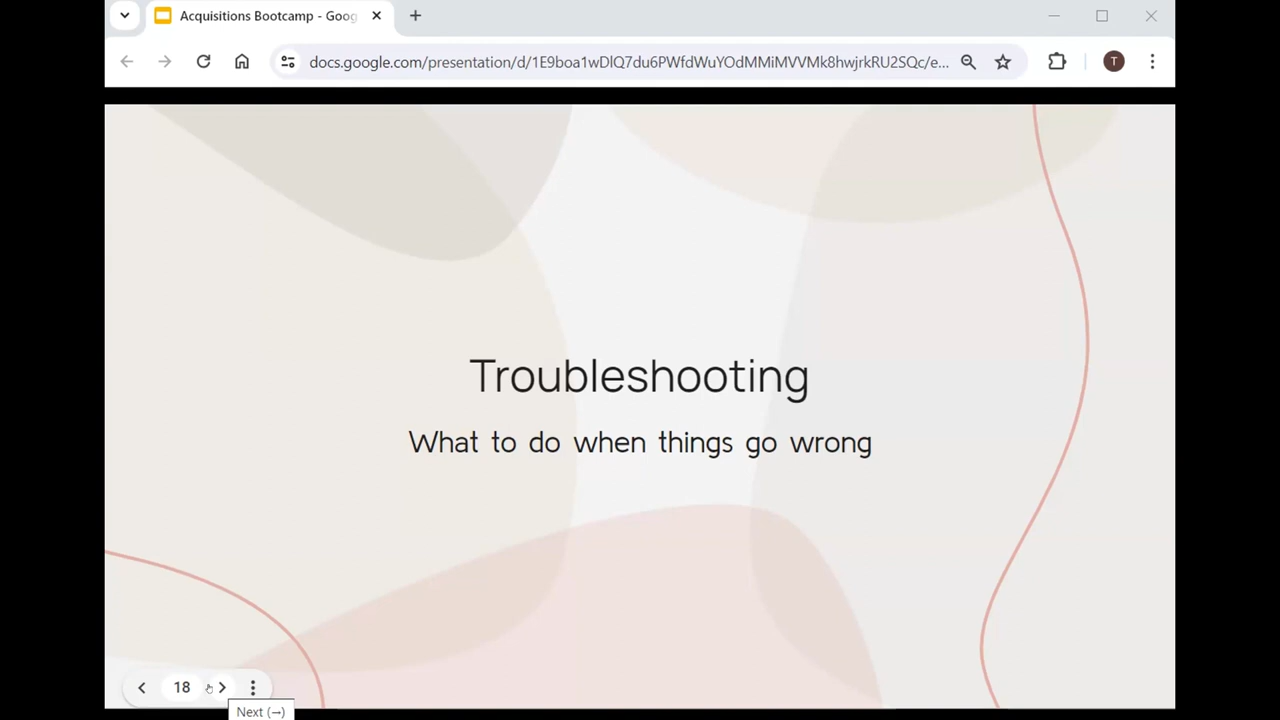 Acquisitions Bootcamp - Goog
docs.google.com/presentation/d/1E9boa1wDlQ7du6PWfdWuYOdMMiMVVMk8hwjrkRU2SQc/e...
T
Troubleshooting
What to do when things go wrong
18
Next (→)